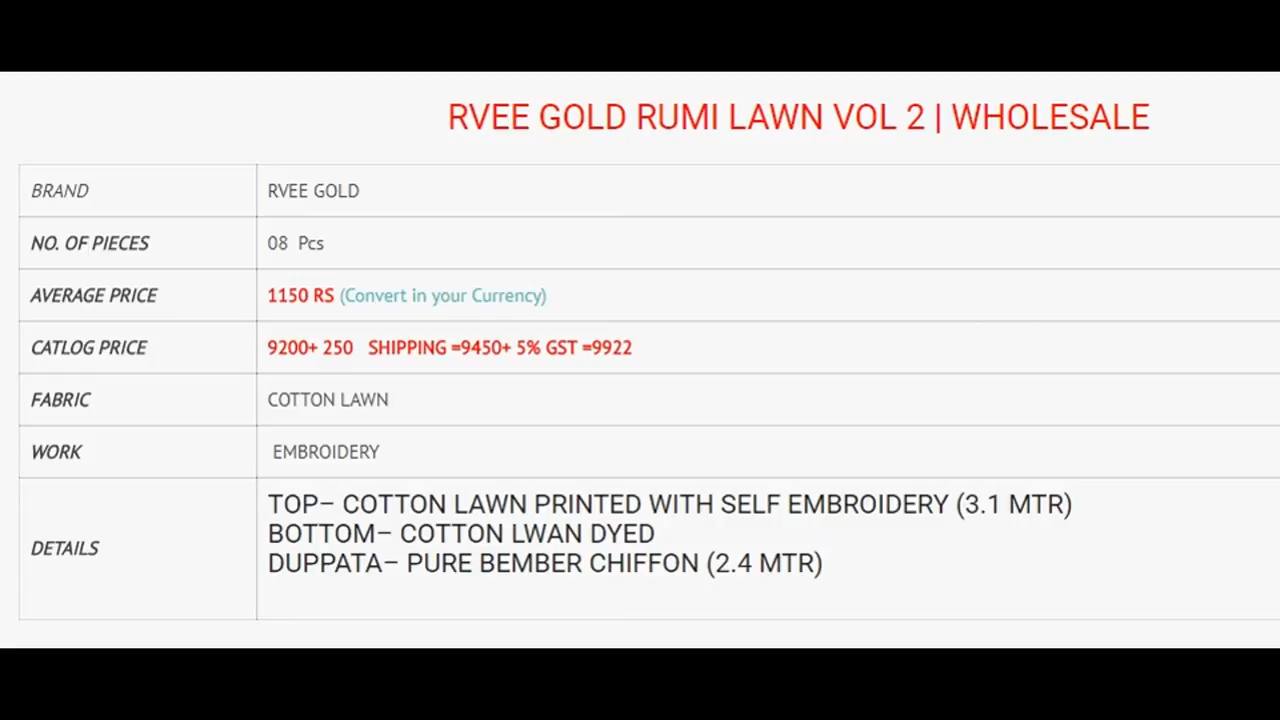 RVEE GOLD RUMI LAWN VOL 2 | WHOLESALE
BRAND RVEE GOLD
NO. OF PIECES 08 Pcs
AVERAGE PRICE 1150 RS (Convert in your Currency)
CATLOG PRICE 9200+ 250 SHIPPING =9450+ 5% GST =9922
FABRIC COTTON LAWN
WORK EMBROIDERY
DETAILS
TOP– COTTON LAWN PRINTED WITH SELF EMBROIDERY (3.1 MTR)
BOTTOM– COTTON LWAN DYED
DUPPATA– PURE BEMBER CHIFFON (2.4 MTR)